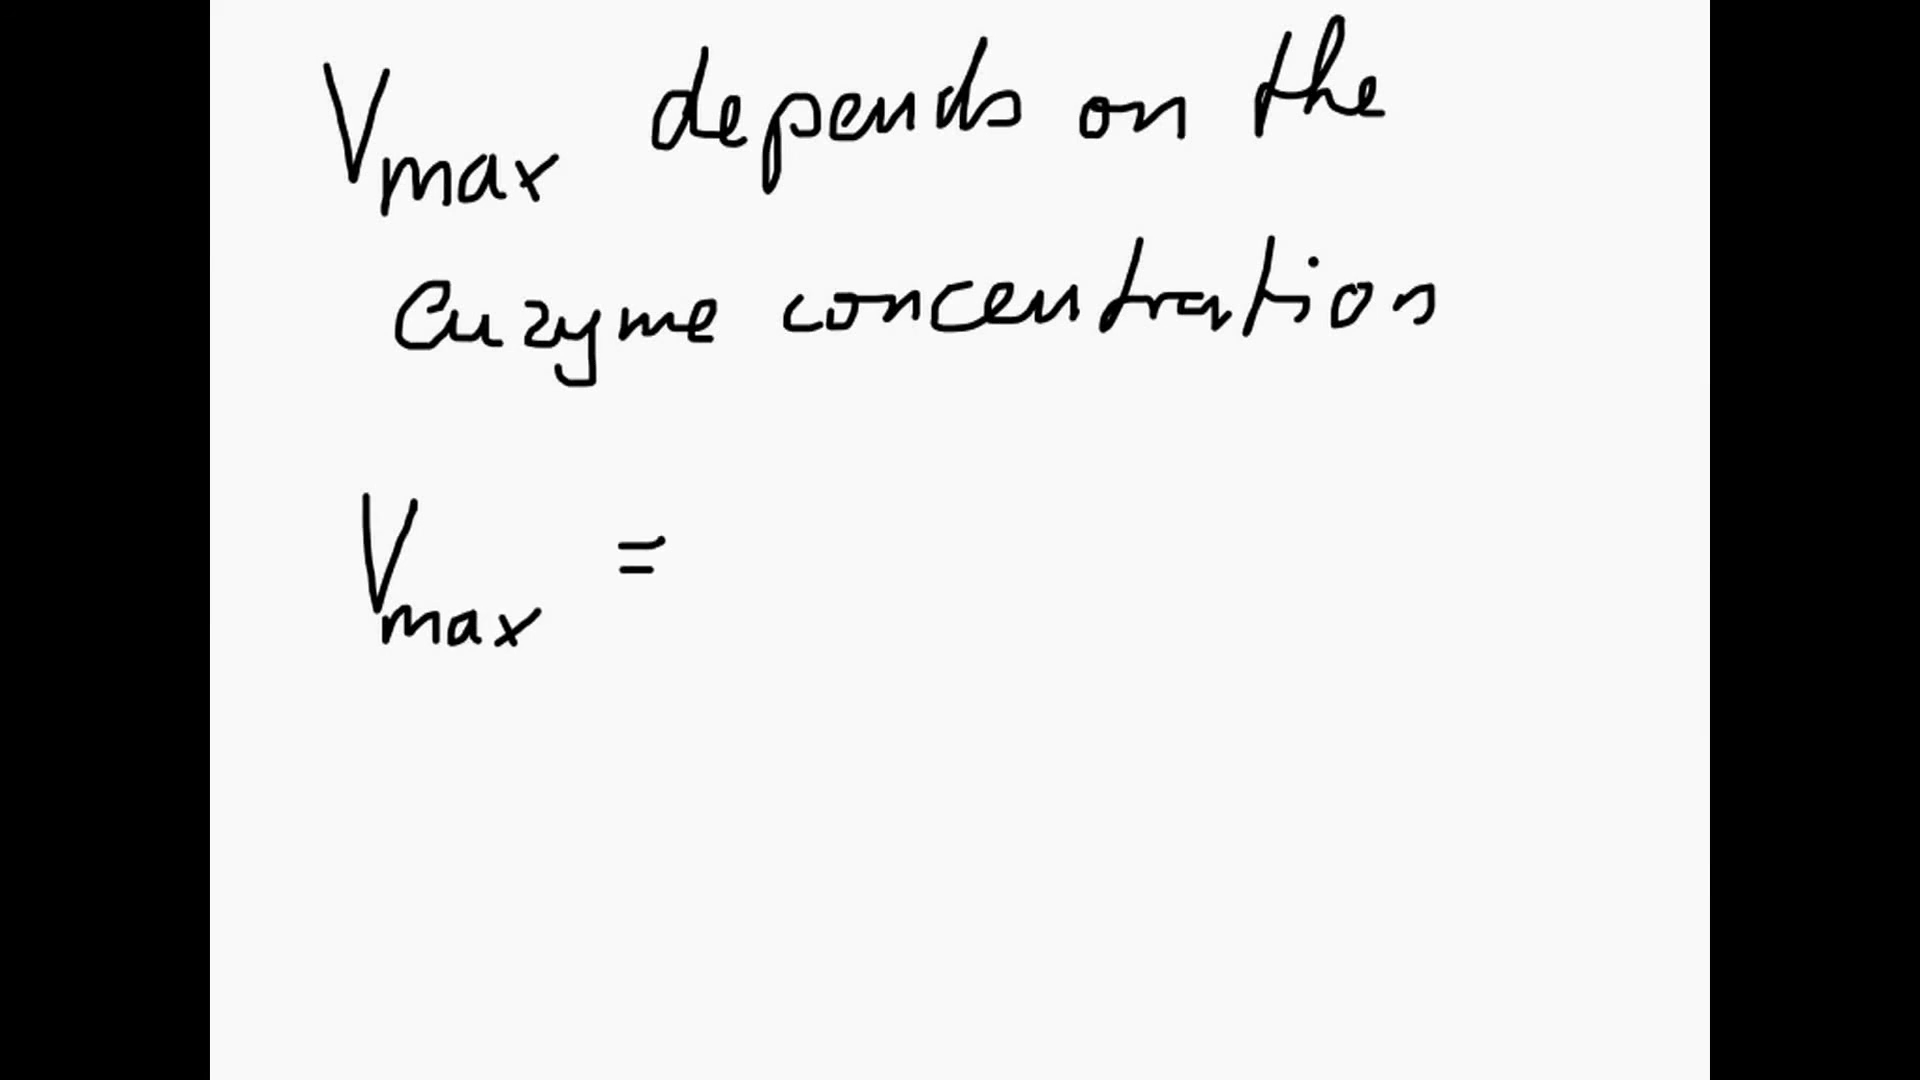 Vmax depends on the
enzyme concentration
Vmax =